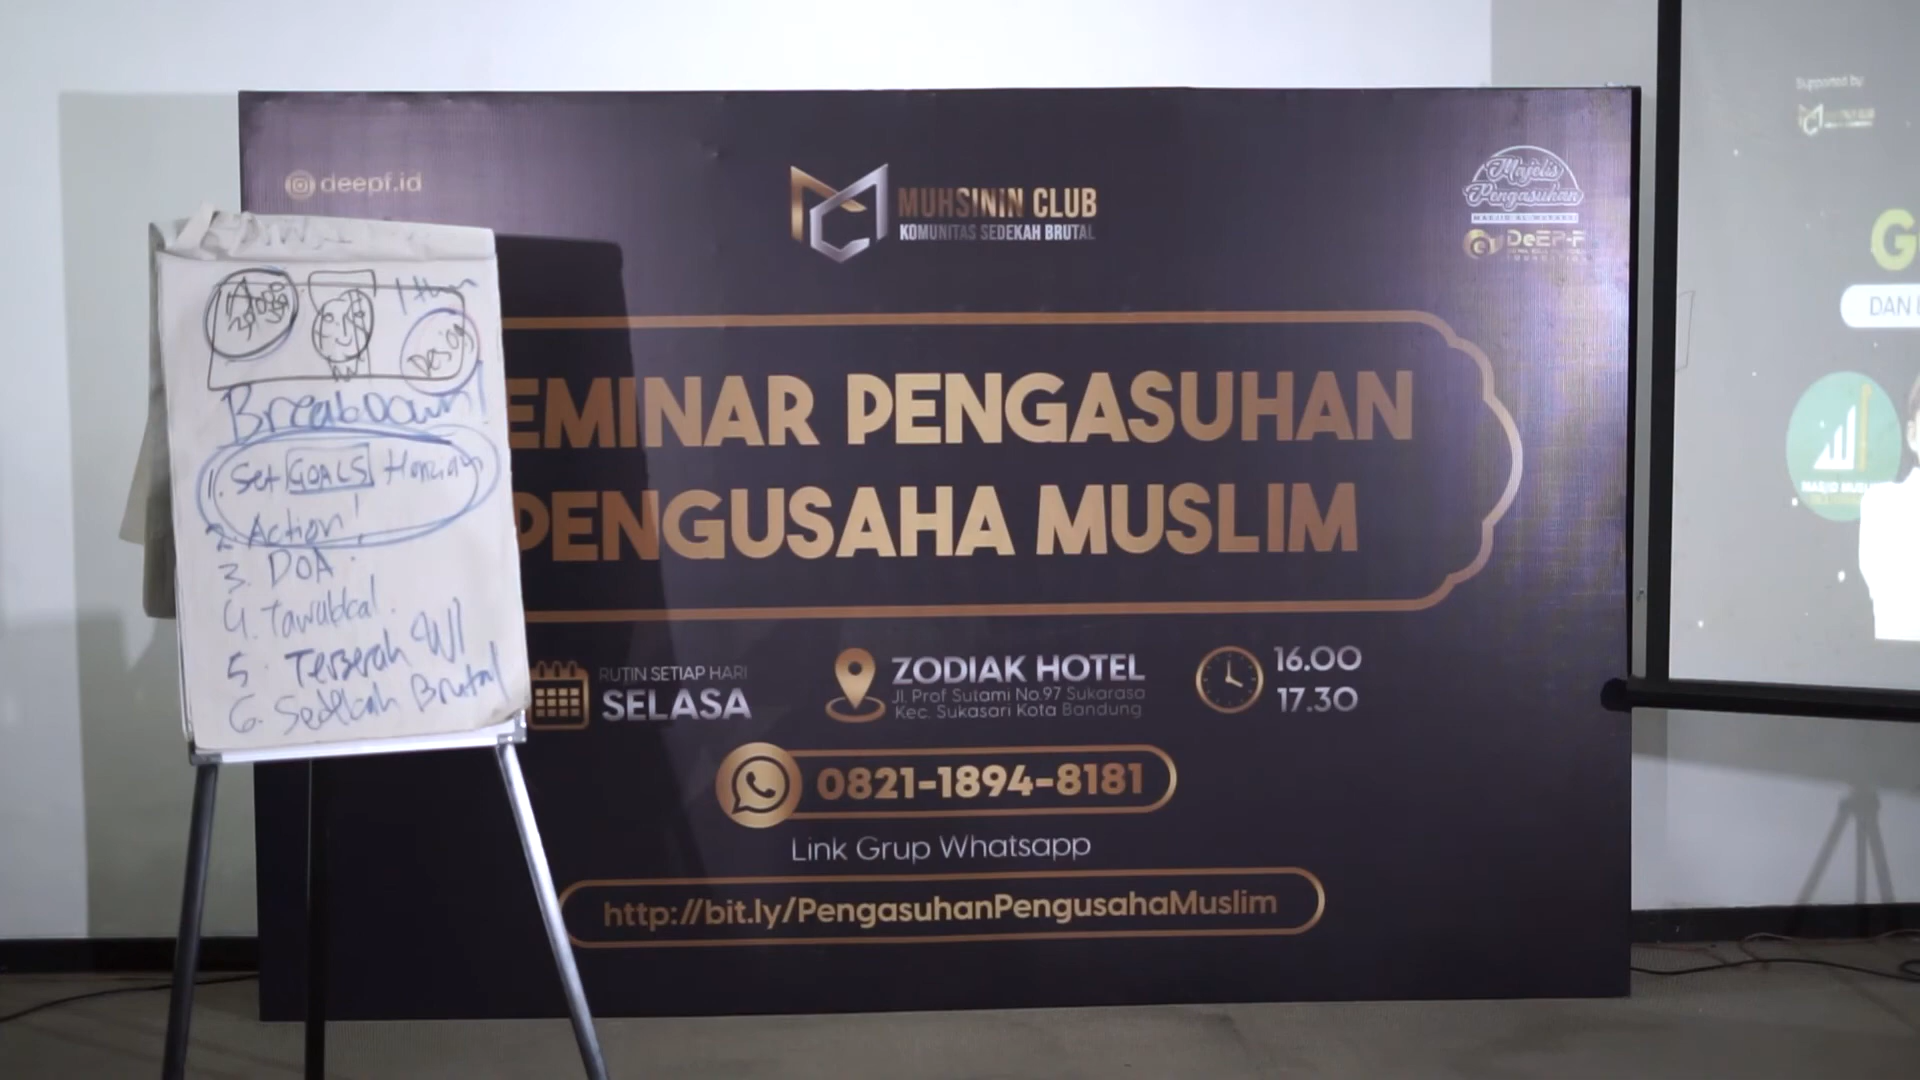 deepf.id
MUHSININ CLUB
KOMUNITAS SEDEKAH BRUTAL
Majelis
Pengasuhan
DeEP-F
EMINAR PENGASUHAN
PENGUSAHA MUSLIM
RUTIN SETIAP HARI
SELASA
ZODIAK HOTEL
Jl. Prof Sutami No.97 Sukarasa
Kec. Sukasari Kota Bandung
16.00
17.30
0821-1894-8181
Link Grup Whatsapp
http://bit.ly/PengasuhanPengusahaMuslim
Design
Breakdown!
1. Set GOALS
2. Action!
3. DOA.
4. Tawakkal.
5. Terserah
6. Sedekah Brutal
Supported by
G
DAN